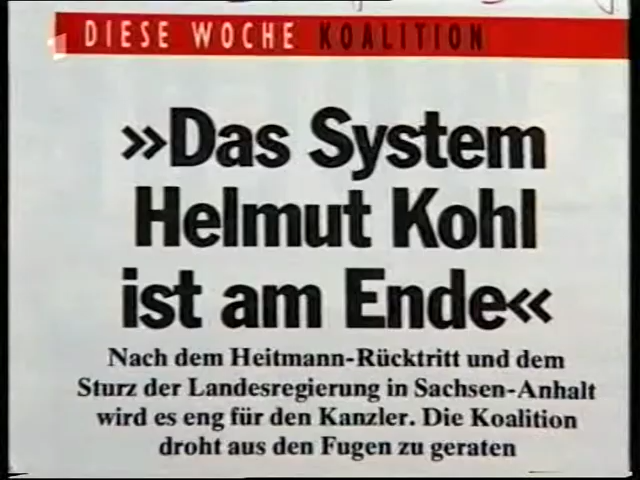 DIESE WOCHE KOALITION
»Das System
Helmut Kohl
ist am Ende«
Nach dem Heitmann-Rücktritt und dem
Sturz der Landesregierung in Sachsen-Anhalt
wird es eng für den Kanzler. Die Koalition
droht aus den Fugen zu geraten